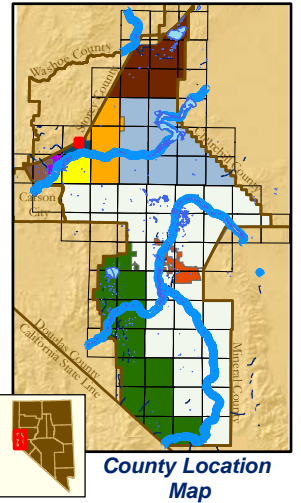 Washoe County
Storey County
Churchill County
Carson
City
Douglas County
California State Line
Mineral County
County Location
Map